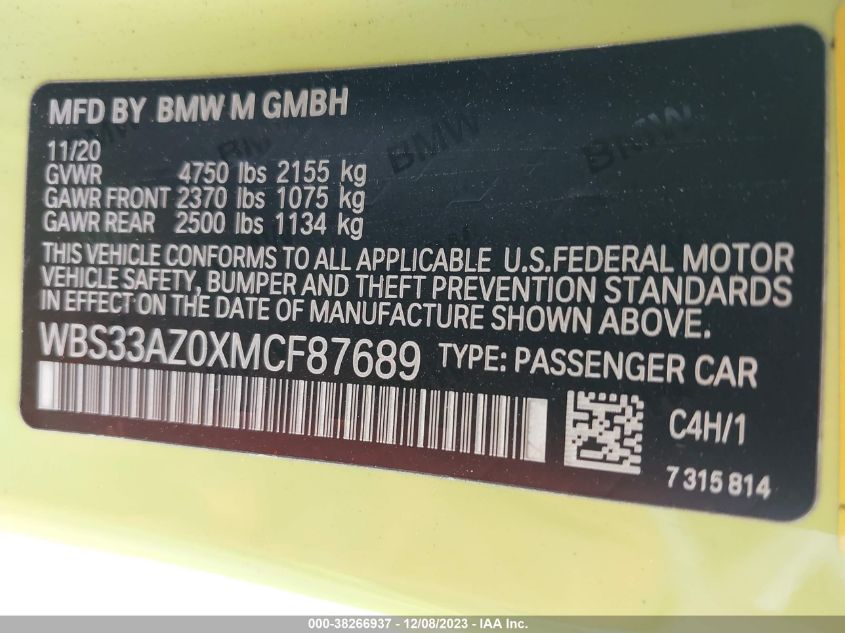 MFD BY BMW M GMBH
11/20
GVWR 4750 lbs 2155 kg
GAWR FRONT 2370 lbs 1075 kg
GAWR REAR 2500 lbs 1134 kg
THIS VEHICLE CONFORMS TO ALL APPLICABLE U.S.FEDERAL MOTOR
VEHICLE SAFETY, BUMPER AND THEFT PREVENTION STANDARDS
IN EFFECT ON THE DATE OF MANUFACTURE SHOWN ABOVE.
WBS33AZ0XMCF87689 TYPE: PASSENGER CAR
C4H/1
7 315 814
BMW
BMW
000-38266937 - 12/08/2023 - IAA Inc.